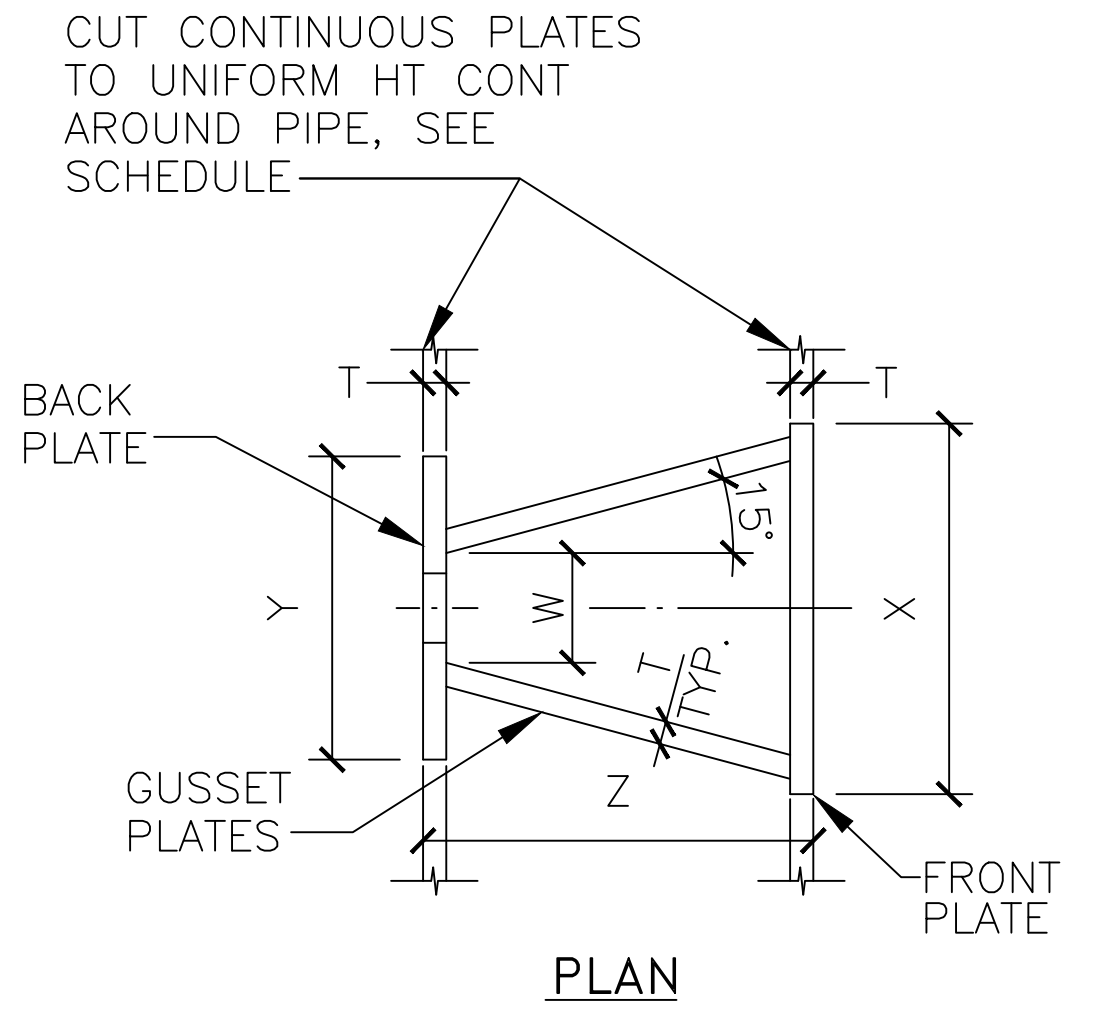 CUT CONTINUOUS PLATES
TO UNIFORM HT CONT
AROUND PIPE, SEE
SCHEDULE
T
T
BACK
PLATE
15°
Y
W
X
T
TYP.
Z
GUSSET
PLATES
FRONT
PLATE
PLAN